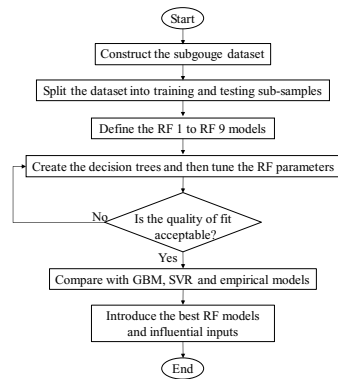 Start
Construct the subgouge dataset
Split the dataset into training and testing sub-samples
Define the RF 1 to RF 9 models
Create the decision trees and then tune the RF parameters
No
Is the quality of fit
acceptable?
Yes
Compare with GBM, SVR and empirical models
Introduce the best RF models
and influential inputs
End